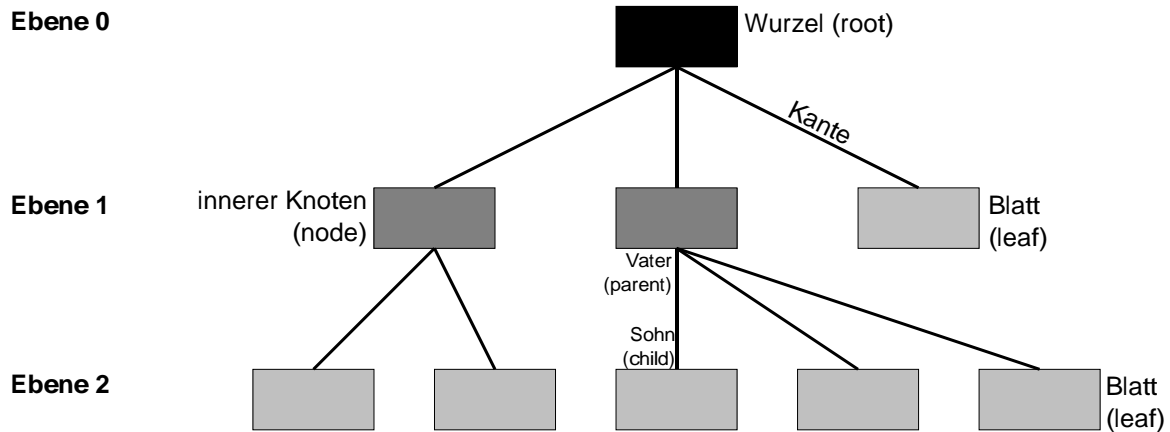 Ebene 0
Wurzel (root)
Kante
Ebene 1
innerer Knoten
(node)
Blatt
(leaf)
Vater
(parent)
Sohn
(child)
Ebene 2
Blatt
(leaf)